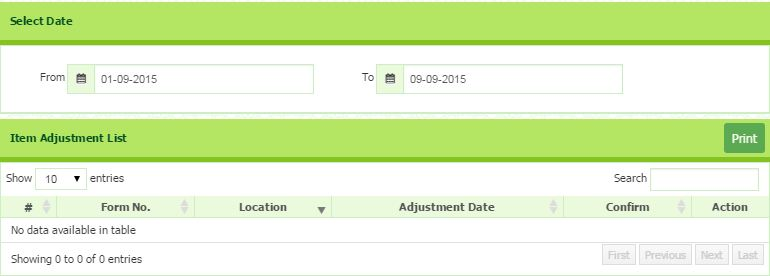 Select Date
From 01-09-2015 To 09-09-2015
Item Adjustment List Print
Show 10 entries Search
# Form No. Location Adjustment Date Confirm Action
No data available in table
Showing 0 to 0 of 0 entries First Previous Next Last